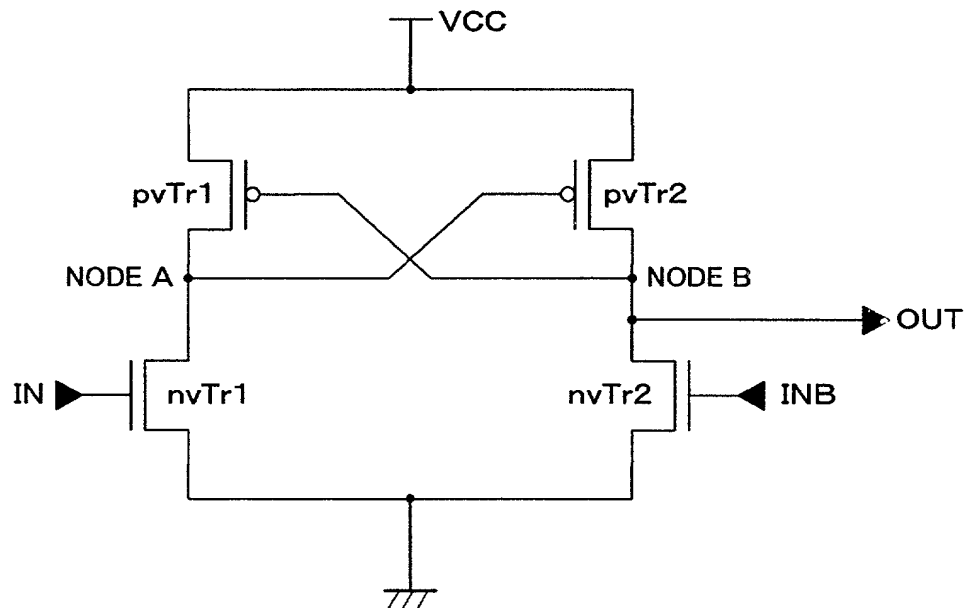 VCC
pvTr1
pvTr2
NODE A
NODE B
OUT
IN
nvTr1
nvTr2
INB